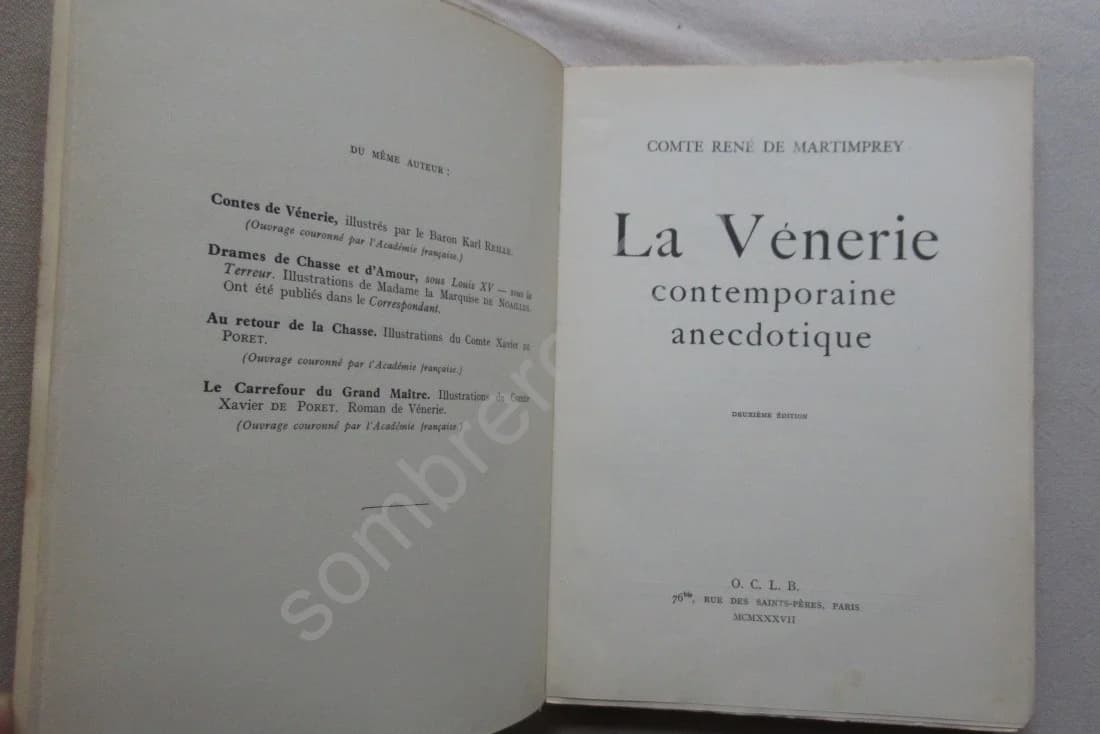 DU MÊME AUTEUR :
Contes de Vénerie, illustrés par le Baron Karl REILLE.
(Ouvrage couronné par l'Académie française.)
Drames de Chasse et d'Amour, sous Louis XV — sous la
Terreur. Illustrations de Madame la Marquise DE NOAILLES.
Ont été publiés dans le Correspondant.
Au retour de la Chasse. Illustrations du Comte Xavier DE
PORET.
(Ouvrage couronné par l'Académie française.)
Le Carrefour du Grand Maître. Illustrations du Comte
Xavier DE PORET. Roman de Vénerie.
(Ouvrage couronné par l'Académie française.)
COMTE RENÉ DE MARTIMPREY
La Vénerie
contemporaine
anecdotique
DEUXIÈME ÉDITION
O. C. L. B.
76bis, RUE DES SAINTS-PÈRES, PARIS
MCMXXXVII
sombrero